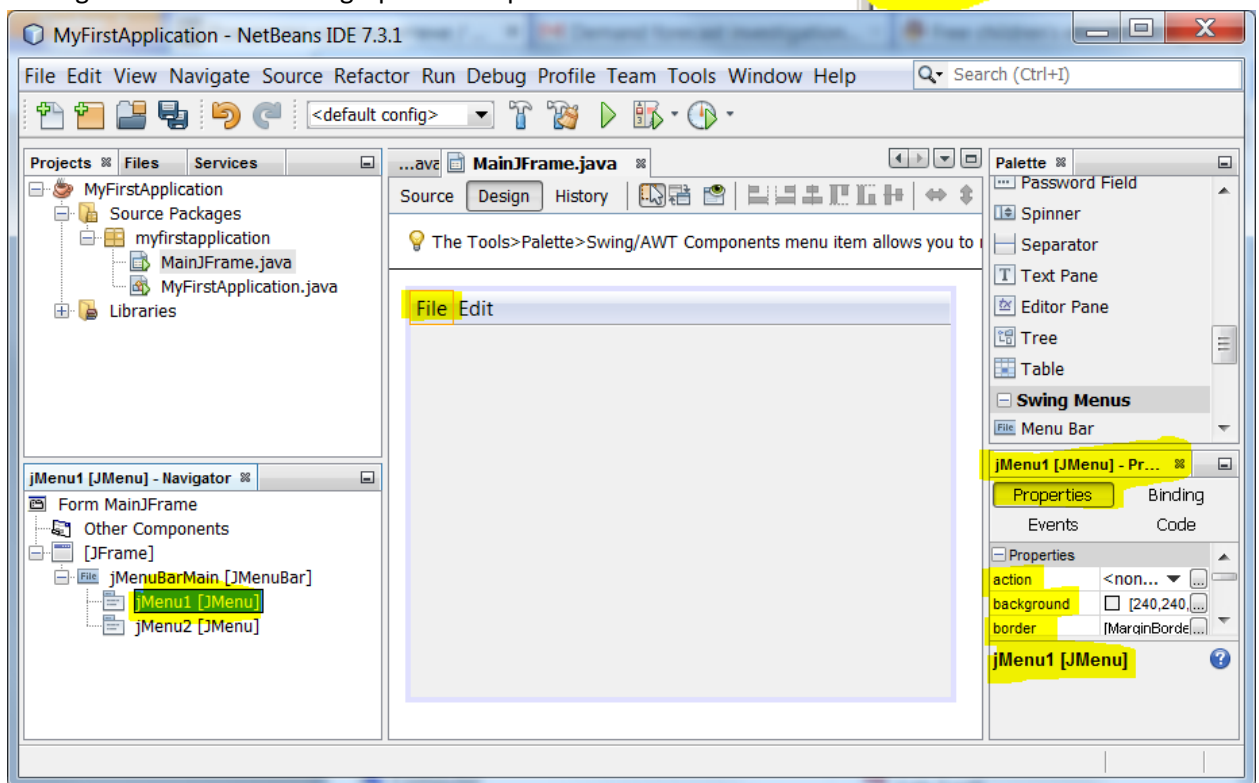 MyFirstApplication - NetBeans IDE 7.3.1
File Edit View Navigate Source Refactor Run Debug Profile Team Tools Window Help
Search (Ctrl+I)
<default config>
Projects Files Services
MyFirstApplication
Source Packages
myfirstapplication
MainJFrame.java
MyFirstApplication.java
Libraries
...ava MainJFrame.java
Source Design History
The Tools>Palette>Swing/AWT Components menu item allows you to
File Edit
Palette
Password Field
Spinner
Separator
Text Pane
Editor Pane
Tree
Table
Swing Menus
Menu Bar
jMenu1 [JMenu] - Navigator
Form MainJFrame
Other Components
[JFrame]
jMenuBarMain [JMenuBar]
jMenu1 [JMenu]
jMenu2 [JMenu]
jMenu1 [JMenu] - Pr...
Properties Binding
Events Code
Properties
action <non... ...
background [240,240, ...
border [MarginBorde ...
jMenu1 [JMenu]